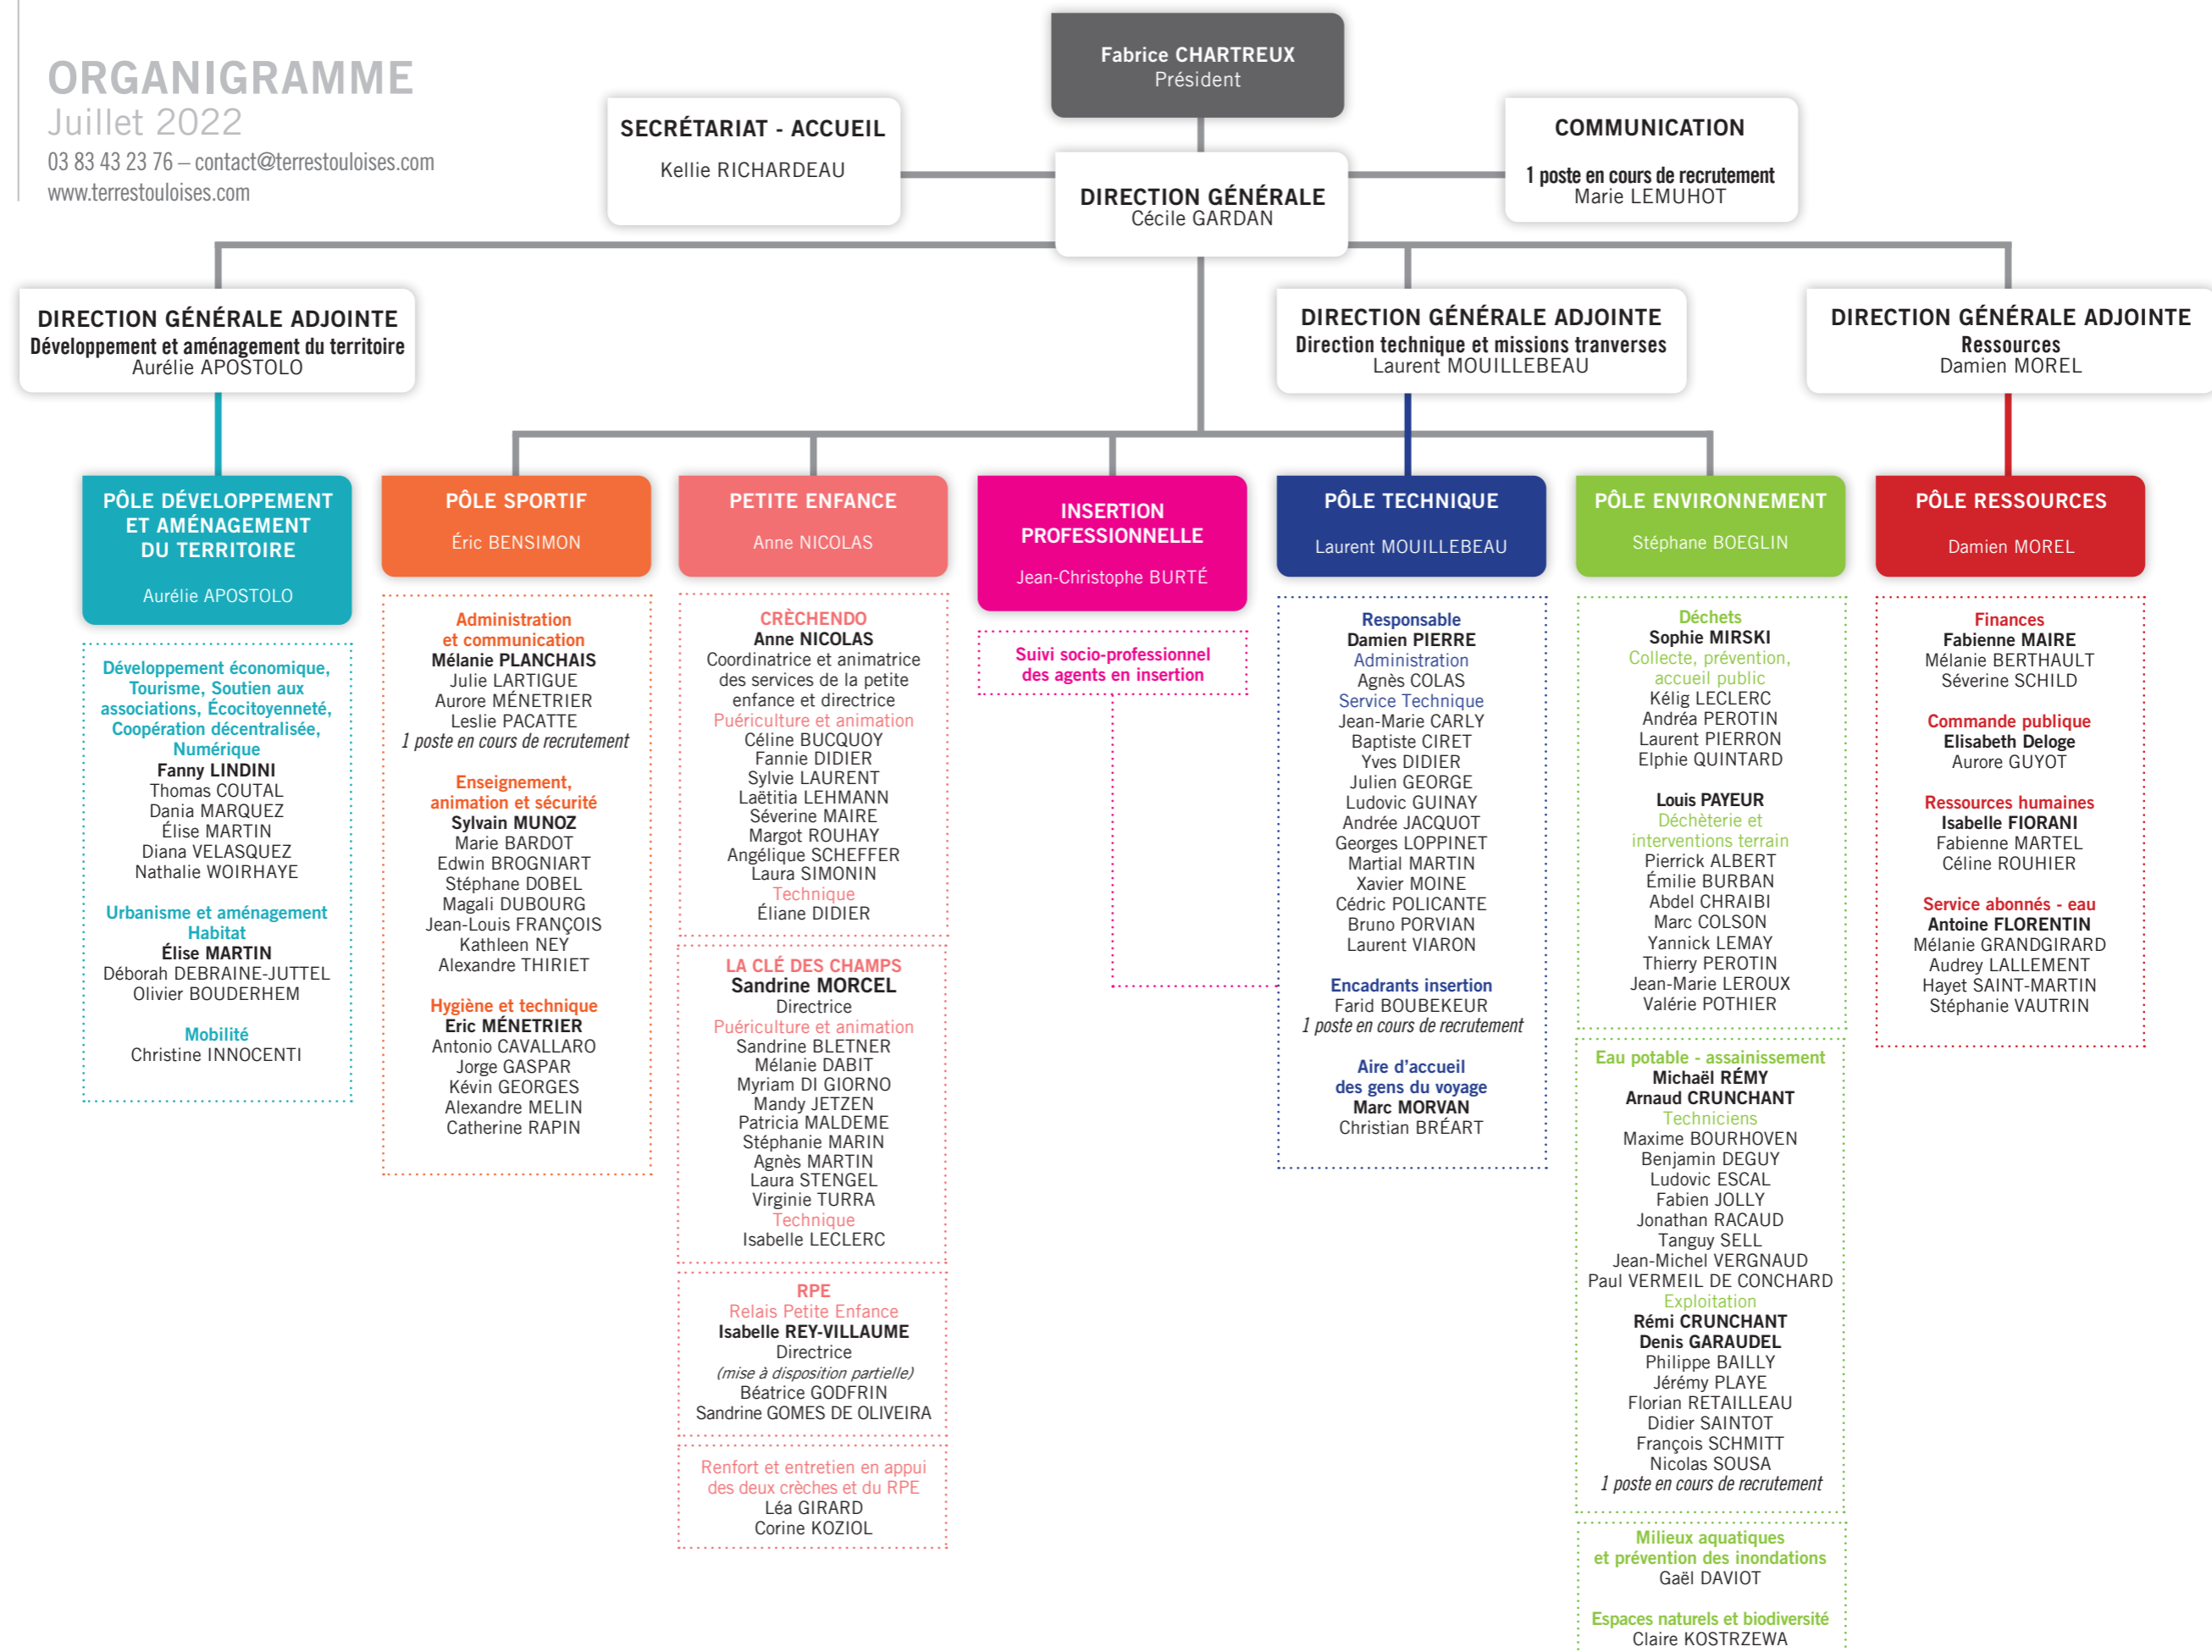 ORGANIGRAMME
Juillet 2022
03 83 43 23 76 – contact@terrestouloises.com
www.terrestouloises.com
Fabrice CHARTREUX
Président
SECRÉTARIAT - ACCUEIL
Kellie RICHARDEAU
DIRECTION GÉNÉRALE
Cécile GARDAN
COMMUNICATION
1 poste en cours de recrutement
Marie LEMUHOT
DIRECTION GÉNÉRALE ADJOINTE
Développement et aménagement du territoire
Aurélie APOSTOLO
DIRECTION GÉNÉRALE ADJOINTE
Direction technique et missions tranverses
Laurent MOUILLEBEAU
DIRECTION GÉNÉRALE ADJOINTE
Ressources
Damien MOREL
PÔLE DÉVELOPPEMENT
ET AMÉNAGEMENT
DU TERRITOIRE
Aurélie APOSTOLO
Développement économique,
Tourisme, Soutien aux
associations, Écocitoyenneté,
Coopération décentralisée,
Numérique
Fanny LINDINI
Thomas COUTAL
Dania MARQUEZ
Élise MARTIN
Diana VELASQUEZ
Nathalie WOIRHAYE
Urbanisme et aménagement
Habitat
Élise MARTIN
Déborah DEBRAINE-JUTTEL
Olivier BOUDERHEM
Mobilité
Christine INNOCENTI
PÔLE SPORTIF
Éric BENSIMON
Administration
et communication
Mélanie PLANCHAIS
Julie LARTIGUE
Aurore MÉNETRIER
Leslie PACATTE
1 poste en cours de recrutement
Enseignement,
animation et sécurité
Sylvain MUNOZ
Marie BARDOT
Edwin BROGNIART
Stéphane DOBEL
Magali DUBOURG
Jean-Louis FRANÇOIS
Kathleen NEY
Alexandre THIRIET
Hygiène et technique
Eric MÉNETRIER
Antonio CAVALLARO
Jorge GASPAR
Kévin GEORGES
Alexandre MELIN
Catherine RAPIN
PETITE ENFANCE
Anne NICOLAS
CRÈCHENDO
Anne NICOLAS
Coordinatrice et animatrice
des services de la petite
enfance et directrice
Puériculture et animation
Céline BUCQUOY
Fannie DIDIER
Sylvie LAURENT
Laëtitia LEHMANN
Séverine MAIRE
Margot ROUHAY
Angélique SCHEFFER
Laura SIMONIN
Technique
Éliane DIDIER
LA CLÉ DES CHAMPS
Sandrine MORCEL
Directrice
Puériculture et animation
Sandrine BLETNER
Mélanie DABIT
Myriam DI GIORNO
Mandy JETZEN
Patricia MALDEME
Stéphanie MARIN
Agnès MARTIN
Laura STENGEL
Virginie TURRA
Technique
Isabelle LECLERC
RPE
Relais Petite Enfance
Isabelle REY-VILLAUME
Directrice
(mise à disposition partielle)
Béatrice GODFRIN
Sandrine GOMES DE OLIVEIRA
Renfort et entretien en appui
des deux crèches et du RPE
Léa GIRARD
Corine KOZIOL
INSERTION
PROFESSIONNELLE
Jean-Christophe BURTÉ
Suivi socio-professionnel
des agents en insertion
PÔLE TECHNIQUE
Laurent MOUILLEBEAU
Responsable
Damien PIERRE
Administration
Agnès COLAS
Service Technique
Jean-Marie CARLY
Baptiste CIRET
Yves DIDIER
Julien GEORGE
Ludovic GUINAY
Andrée JACQUOT
Georges LOPPINET
Martial MARTIN
Xavier MOINE
Cédric POLICANTE
Bruno PORVIAN
Laurent VIARON
Encadrants insertion
Farid BOUBEKEUR
1 poste en cours de recrutement
Aire d'accueil
des gens du voyage
Marc MORVAN
Christian BRÉART
PÔLE ENVIRONNEMENT
Stéphane BOEGLIN
Déchets
Sophie MIRSKI
Collecte, prévention,
accueil public
Kélig LECLERC
Andréa PEROTIN
Laurent PIERRON
Elphie QUINTARD
Louis PAYEUR
Déchèterie et
interventions terrain
Pierrick ALBERT
Émilie BURBAN
Abdel CHRAIBI
Marc COLSON
Yannick LEMAY
Thierry PEROTIN
Jean-Marie LEROUX
Valérie POTHIER
Eau potable - assainissement
Michaël RÉMY
Arnaud CRUNCHANT
Techniciens
Maxime BOURHOVEN
Benjamin DEGUY
Ludovic ESCAL
Fabien JOLLY
Jonathan RACAUD
Tanguy SELL
Jean-Michel VERGNAUD
Paul VERMEIL DE CONCHARD
Exploitation
Rémi CRUNCHANT
Denis GARAUDEL
Philippe BAILLY
Jérémy PLAYE
Florian RETAILLEAU
Didier SAINTOT
François SCHMITT
Nicolas SOUSA
1 poste en cours de recrutement
Milieux aquatiques
et prévention des inondations
Gaël DAVIOT
Espaces naturels et biodiversité
Claire KOSTRZEWA
PÔLE RESSOURCES
Damien MOREL
Finances
Fabienne MAIRE
Mélanie BERTHAULT
Séverine SCHILD
Commande publique
Elisabeth Deloge
Aurore GUYOT
Ressources humaines
Isabelle FIORANI
Fabienne MARTEL
Céline ROUHIER
Service abonnés - eau
Antoine FLORENTIN
Mélanie GRANDGIRARD
Audrey LALLEMENT
Hayet SAINT-MARTIN
Stéphanie VAUTRIN